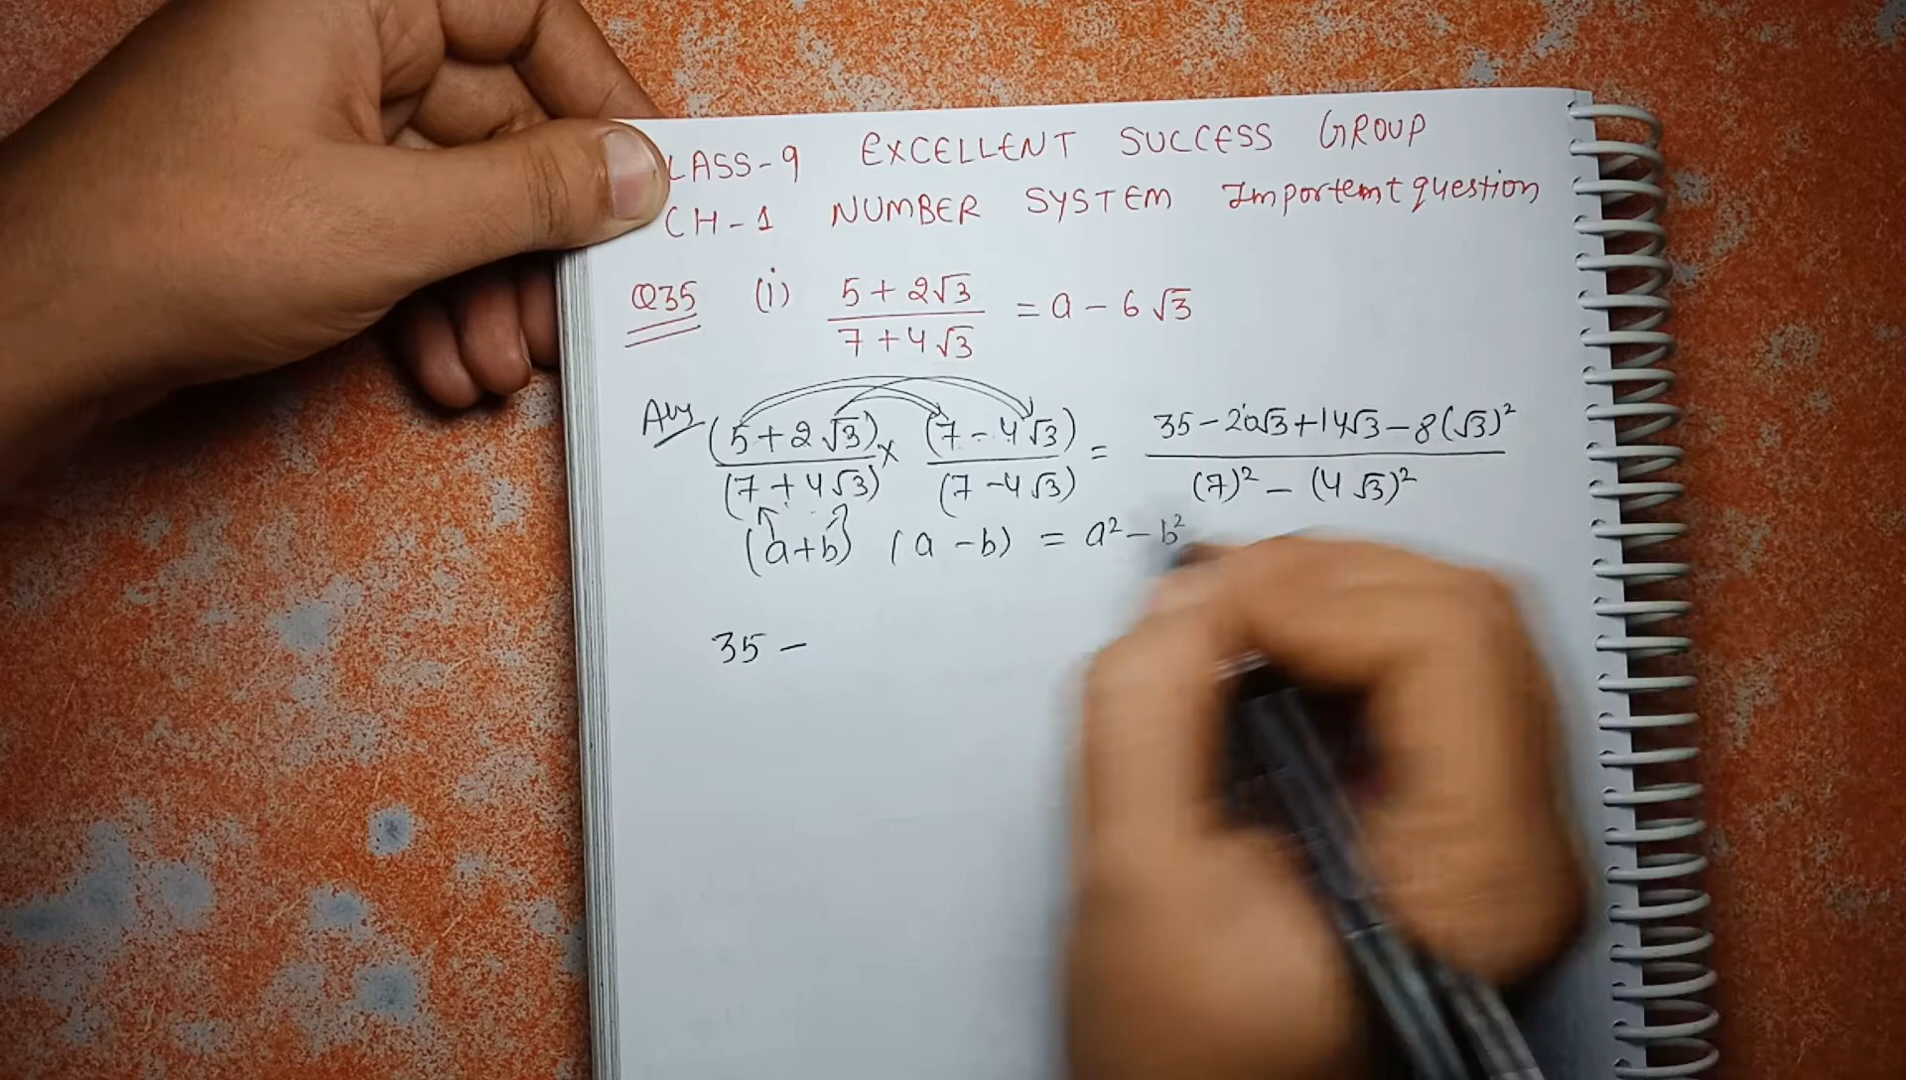 LASS-9 EXCELLENT SUCCESS GROUP
CH-1 NUMBER SYSTEM Importemt question
Q35 (i) 5+2√3 / 7+4√3 = a-6√3
Ans (5+2√3)/(7+4√3) × (7-4√3)/(7-4√3) = 35-20√3+14√3-8(√3)² / (7)²-(4√3)²
(a+b) (a-b) = a²-b²
35 -